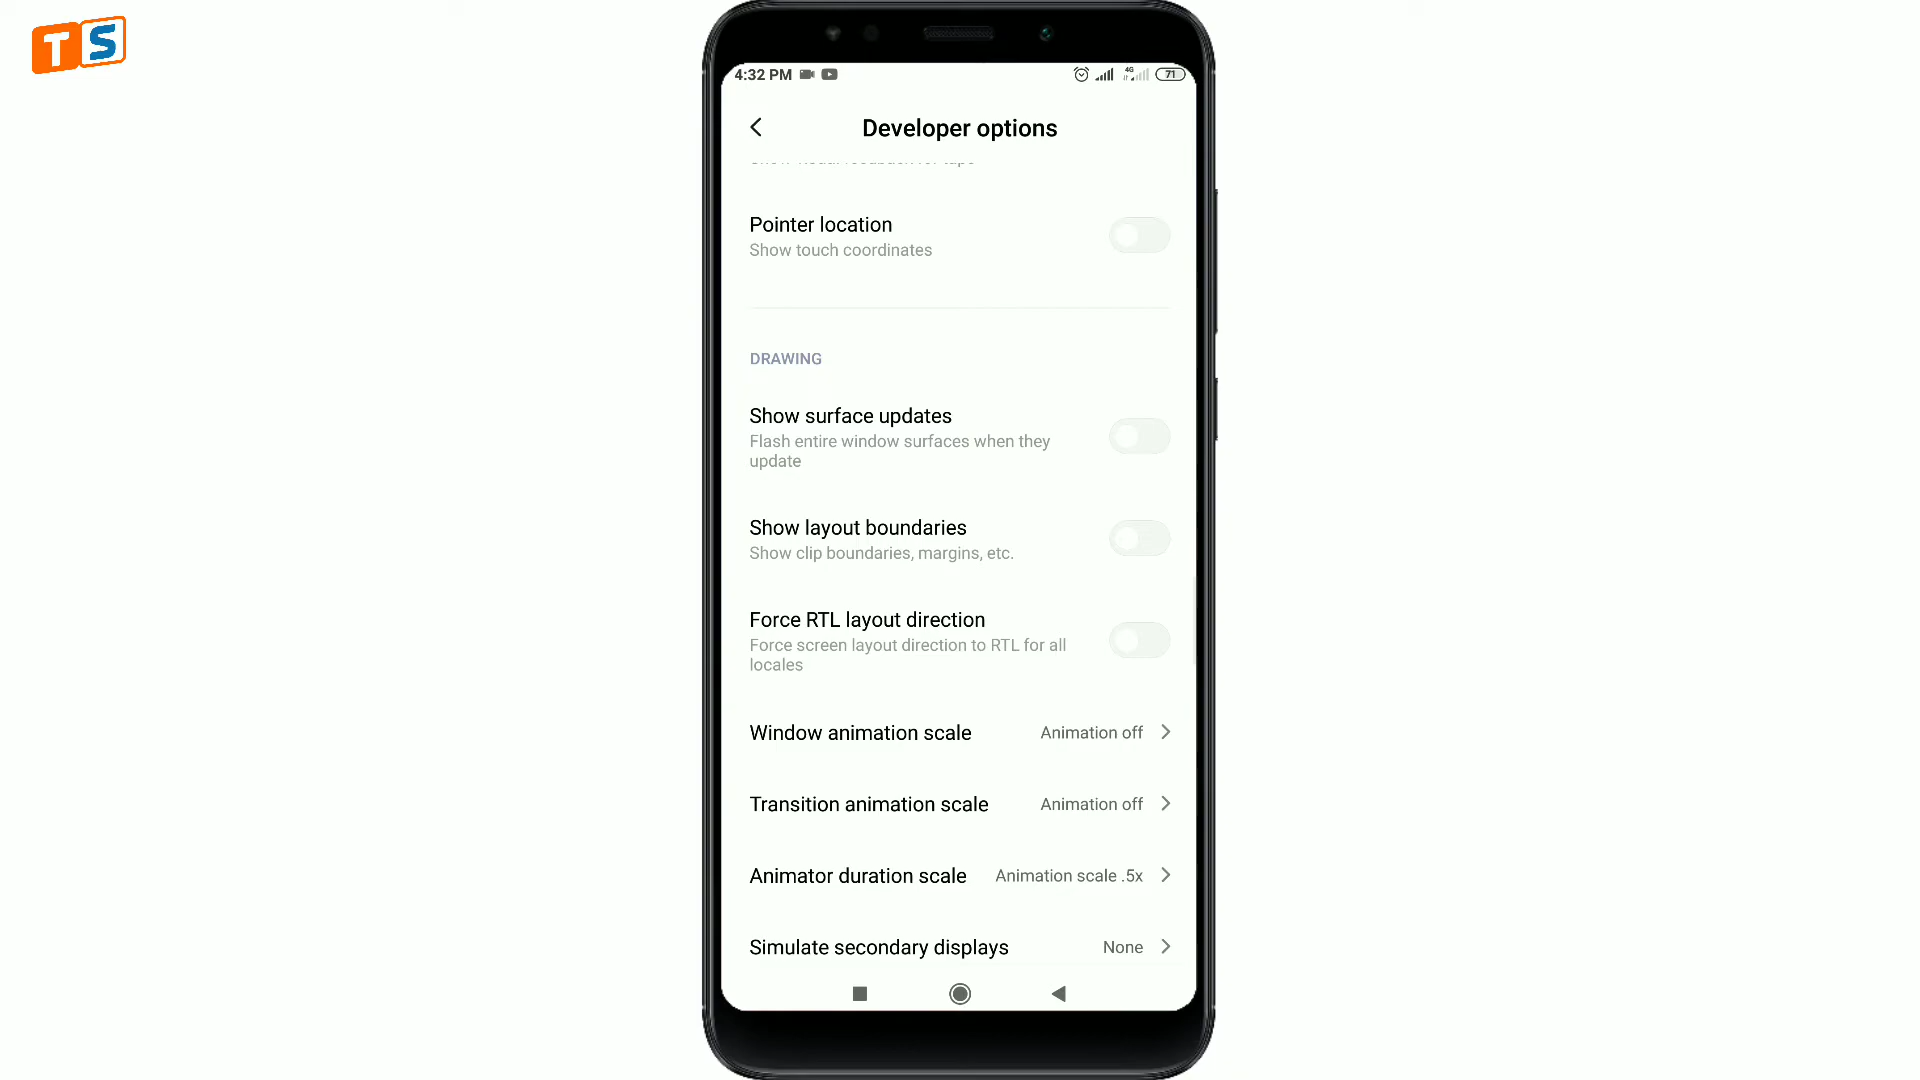 TS
4:32 PM
4G
71
Developer options
Pointer location
Show touch coordinates
DRAWING
Show surface updates
Flash entire window surfaces when they
update
Show layout boundaries
Show clip boundaries, margins, etc.
Force RTL layout direction
Force screen layout direction to RTL for all
locales
Window animation scale Animation off
Transition animation scale Animation off
Animator duration scale Animation scale .5x
Simulate secondary displays None